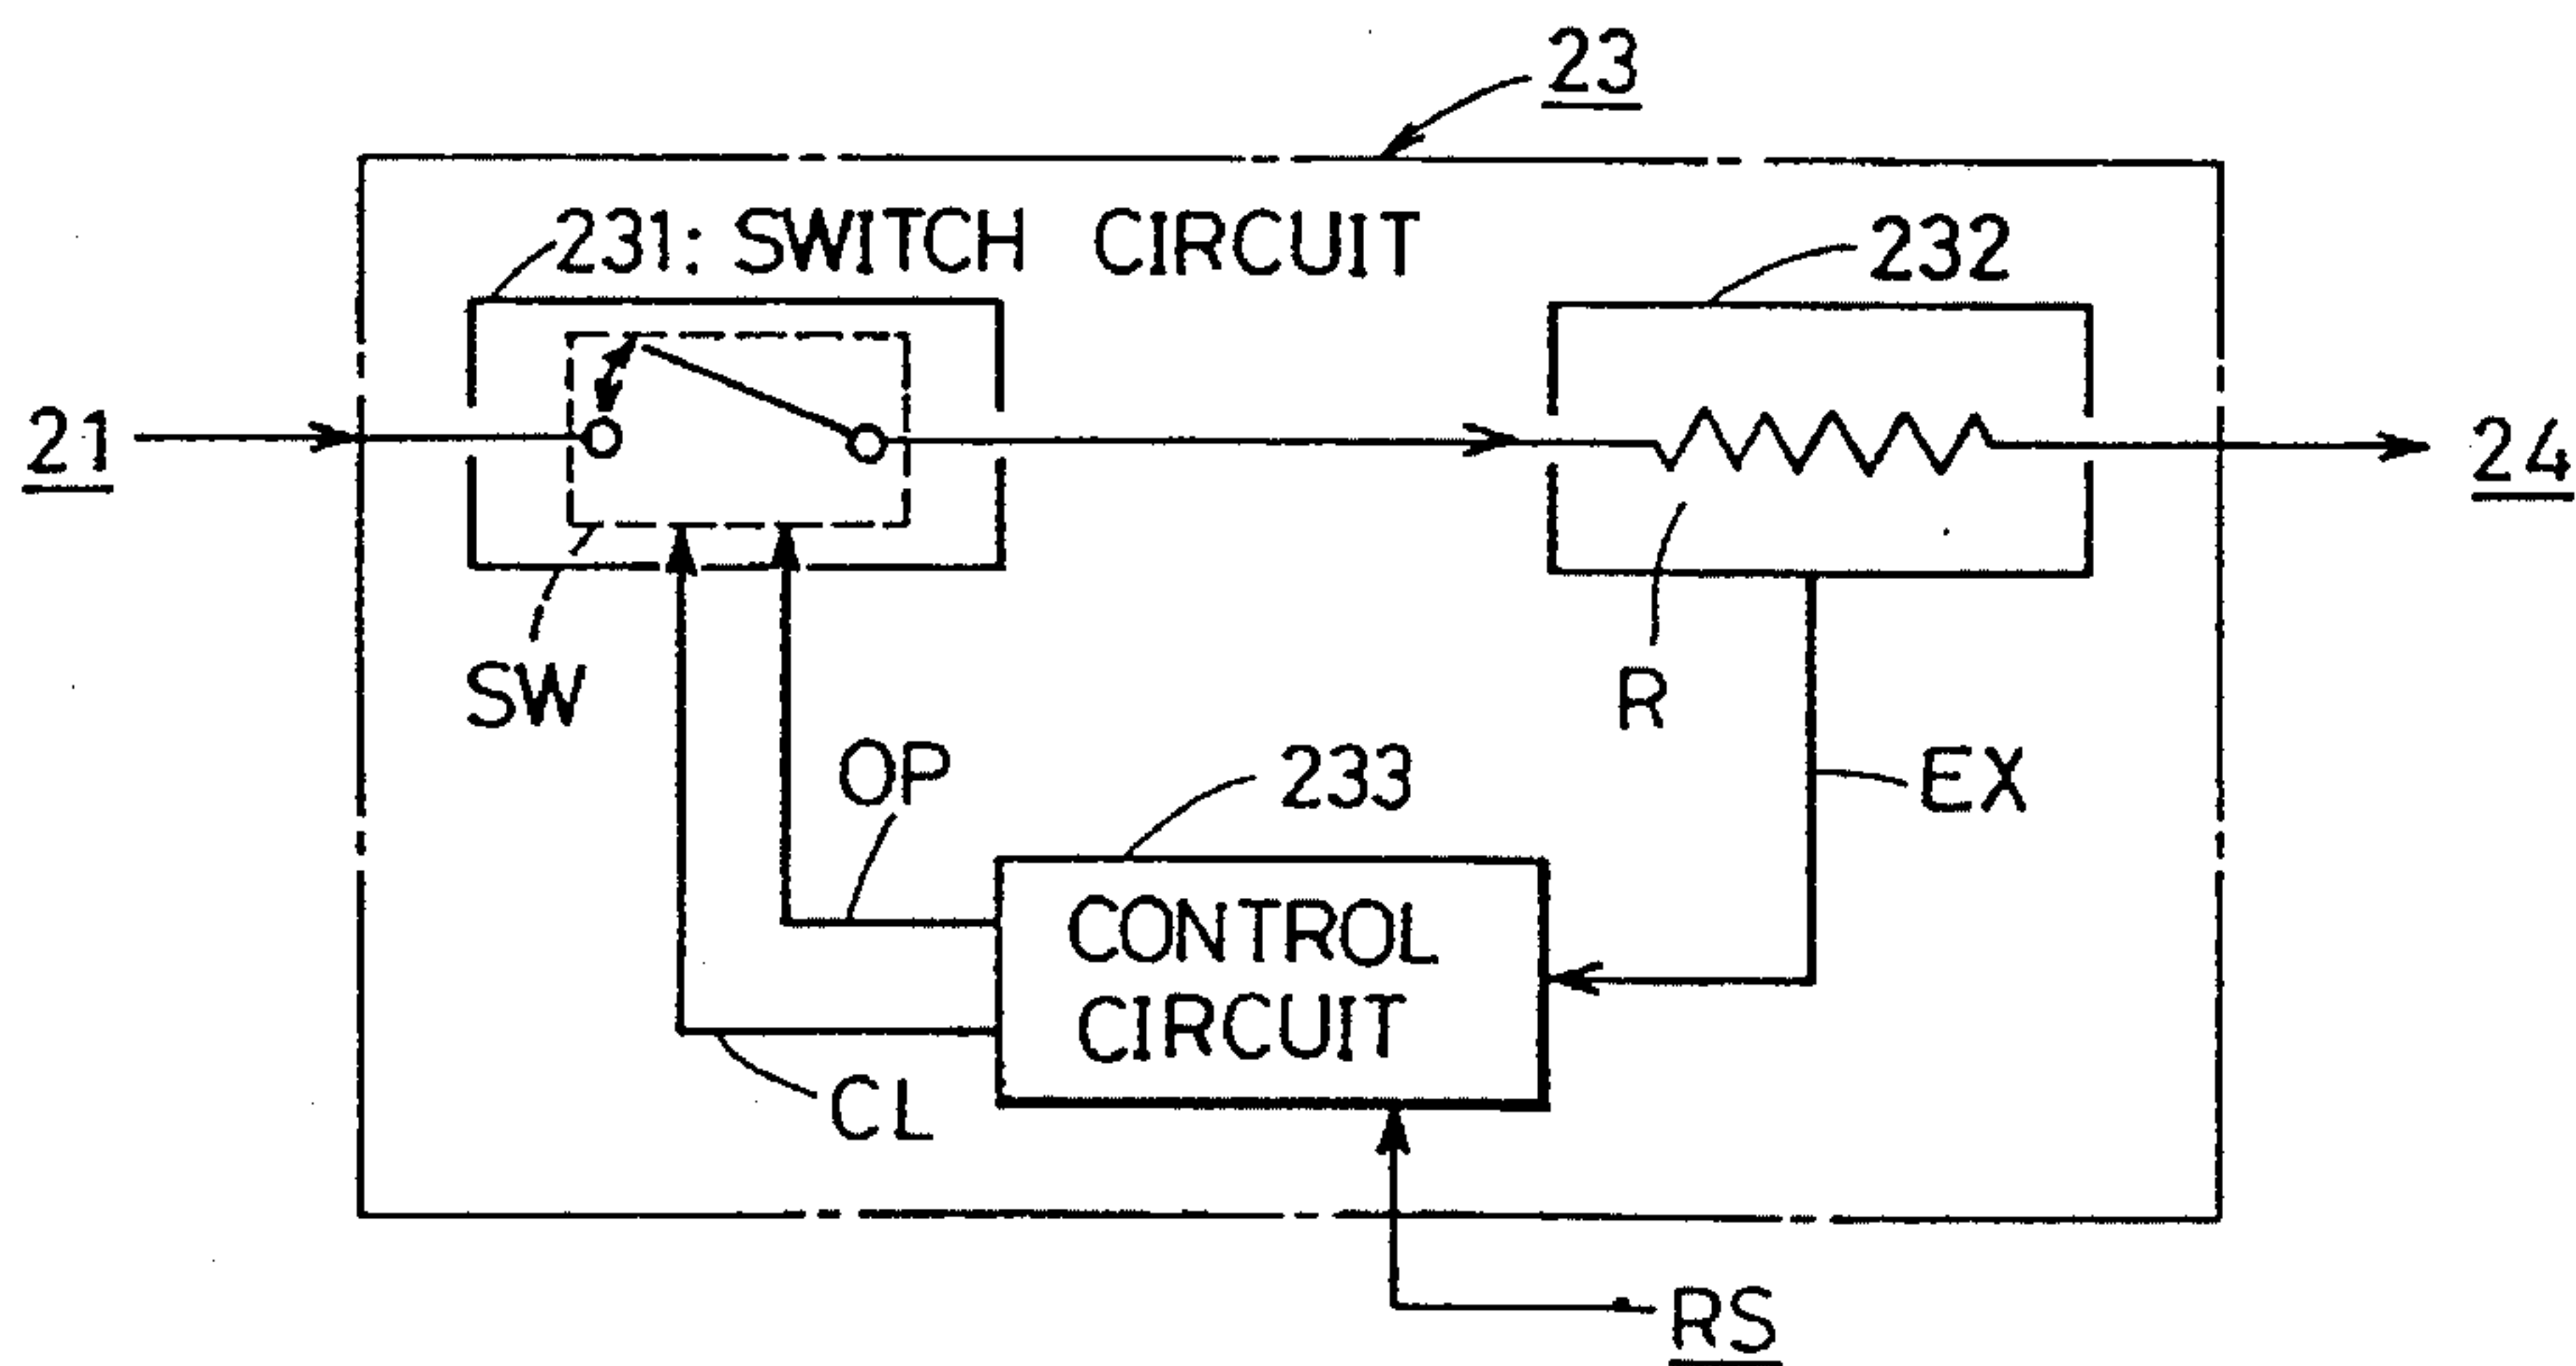 23
231: SWITCH CIRCUIT
232
21
24
SW
R
OP
233
EX
CONTROL
CIRCUIT
CL
RS